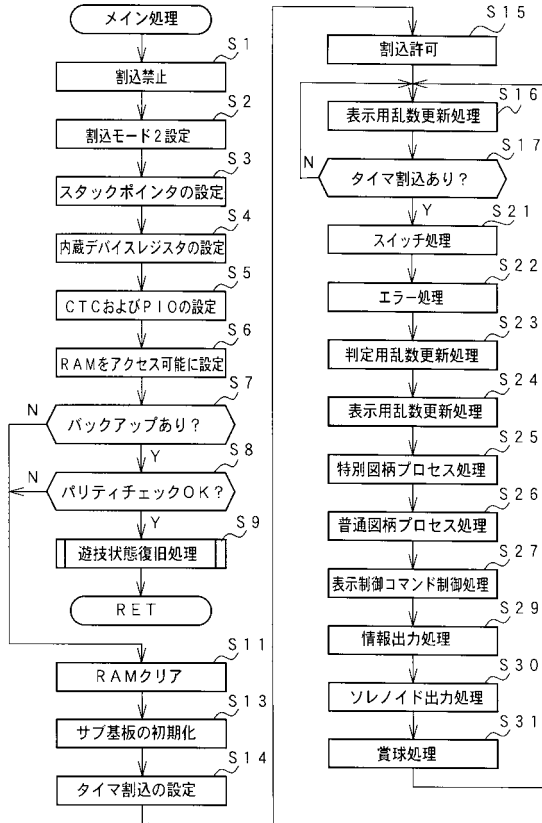 メイン処理
S1
割込禁止
S2
割込モード2設定
S3
スタックポインタの設定
S4
内蔵デバイスレジスタの設定
S5
CTCおよびPIOの設定
S6
RAMをアクセス可能に設定
S7
N
バックアップあり?
Y
S8
N
パリティチェックOK?
Y
S9
遊技状態復旧処理
RET
S11
RAMクリア
S13
サブ基板の初期化
S14
タイマ割込の設定
S15
割込許可
S16
表示用乱数更新処理
S17
N
タイマ割込あり?
Y
S21
スイッチ処理
S22
エラー処理
S23
判定用乱数更新処理
S24
表示用乱数更新処理
S25
特別図柄プロセス処理
S26
普通図柄プロセス処理
S27
表示制御コマンド制御処理
S29
情報出力処理
S30
ソレノイド出力処理
S31
賞球処理